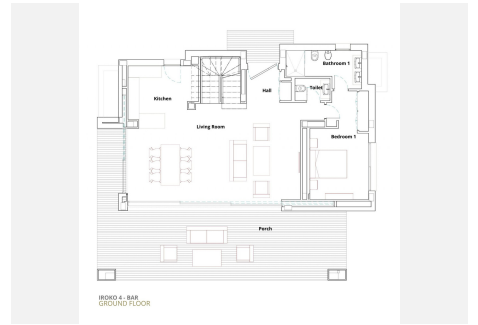 Bathroom 1
Toilet
Hall
Kitchen
Living Room
Bedroom 1
Porch
IROKO 4 - BAR
GROUND FLOOR